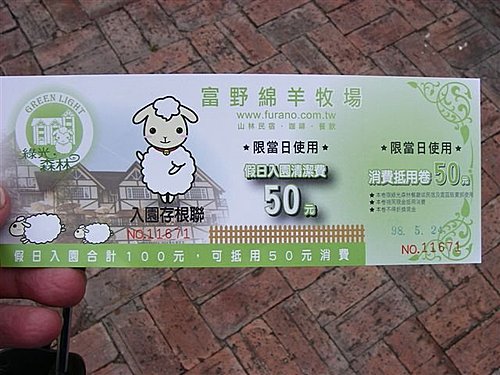 GREEN LIGHT
綠光‧森林
富野綿羊牧場
www.furano.com.tw
山林民宿‧咖啡‧餐飲
★限當日使用★
假日入園清潔費
50元
入園存根聯
NO.11671
★限當日使用★
消費抵用卷50元
NO.11671
98.5.24
假日入園合計100元，可抵用50元消費